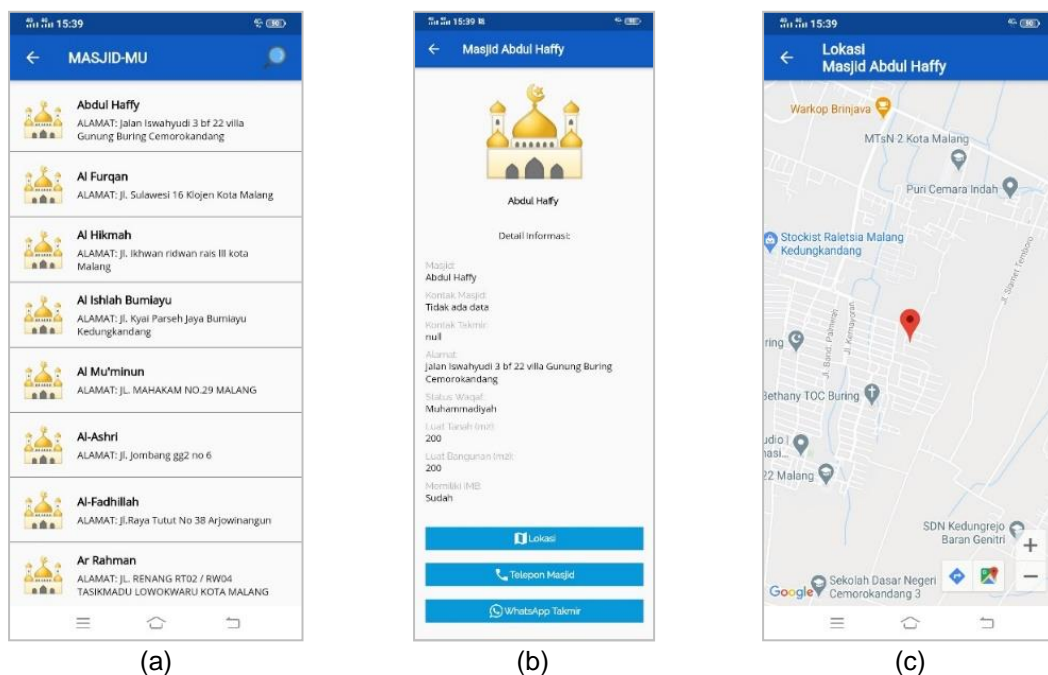 15:39
MASJID-MU
Abdul Haffy
ALAMAT: Jalan Iswahyudi 3 bf 22 villa
Gunung Buring Cemorokandang
Al Furqan
ALAMAT: Jl. Sulawesi 16 Klojen Kota Malang
Al Hikmah
ALAMAT: Jl. Ikhwan ridwan rais III kota
Malang
Al Ishlah Bumiayu
ALAMAT: Jl. Kyai Parseh Jaya Bumiayu
Kedungkandang
Al Mu'minun
ALAMAT: JL. MAHAKAM NO.29 MALANG
Al-Ashri
ALAMAT: Jl. Jombang gg2 no 6
Al-Fadhillah
ALAMAT: Jl.Raya Tutut No 38 Arjowinangun
Ar Rahman
ALAMAT: JL. RENANG RT02 / RW04
TASIKMADU LOWOKWARU KOTA MALANG
(a)
15:39
Masjid Abdul Haffy
Abdul Haffy
Detail Informasi:
Masjid:
Abdul Haffy
Kontak Masjid:
Tidak ada data
Kontak Takmir:
null
Alamat:
Jalan Iswahyudi 3 bf 22 villa Gunung Buring
Cemorokandang
Status Waqaf:
Muhammadiyah
Luat Tanah (m2):
200
Luat Bangunan (m2):
200
Memiliki IMB:
Sudah
Lokasi
Telepon Masjid
WhatsApp Takmir
(b)
15:39
Lokasi
Masjid Abdul Haffy
Warkop Brinjava
MTsN 2 Kota Malang
Puri Cemara Indah
Stockist Raletsia Malang
Kedungkandang
Jl. Slamet
Jl. Kemayoran
ring
Bethany TOC Buring
22 Malang
SDN Kedungrejo
Baran Genitri
+
−
Sekolah Dasar Negeri
Cemorokandang 3
Google
(c)